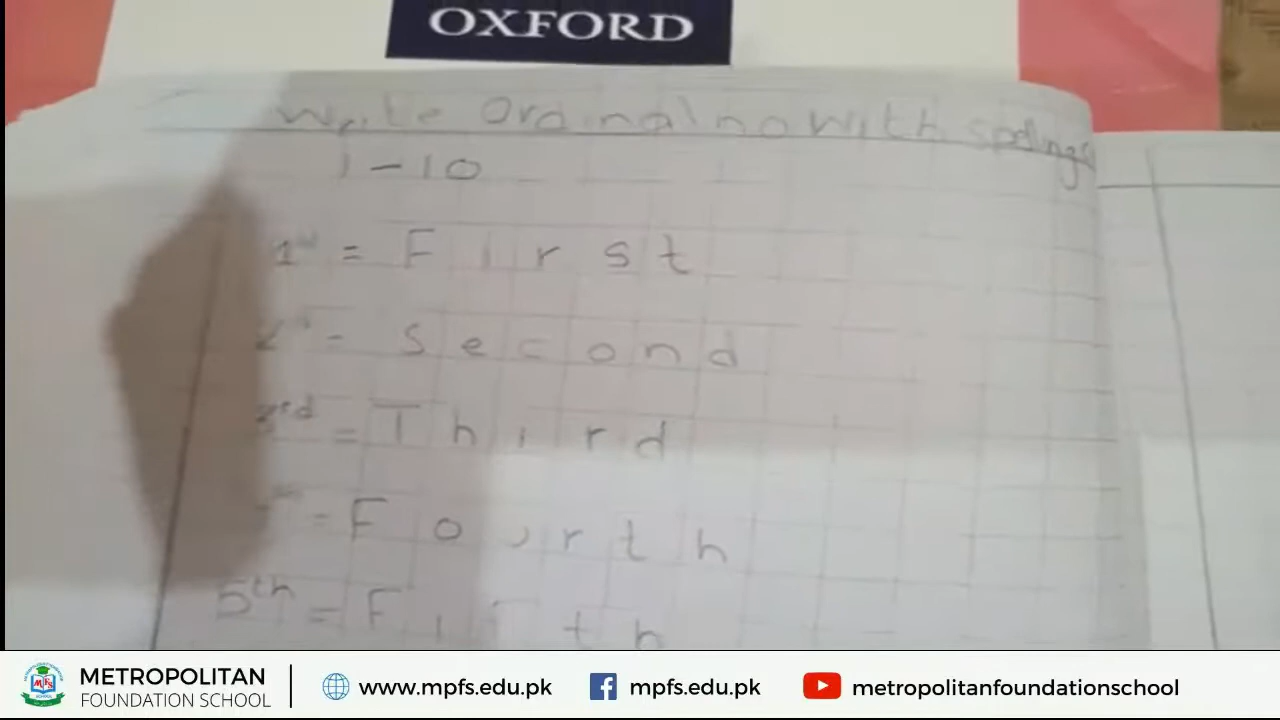 OXFORD
Write Ordinal no with spellings
1-10
1st = First
2nd - Second
3rd = Third
= Fourth
5th = Fifth
METROPOLITAN
FOUNDATION SCHOOL
www.mpfs.edu.pk
mpfs.edu.pk
metropolitanfoundationschool